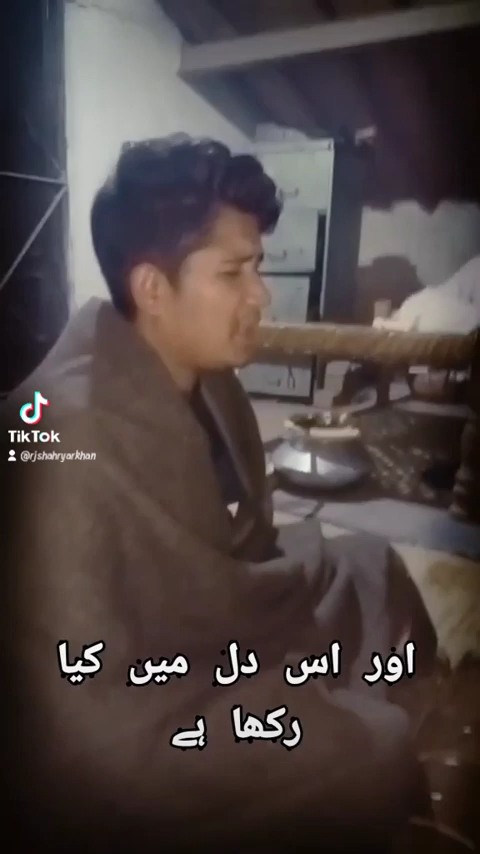 TikTok
@rjshahryarkhan
اور اس دل میں کیا
رکھا ہے